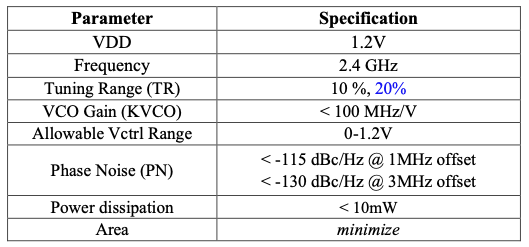 Parameter Specification
VDD 1.2V
Frequency 2.4 GHz
Tuning Range (TR) 10 %, 20%
VCO Gain (KVCO) < 100 MHz/V
Allowable Vctrl Range 0-1.2V
Phase Noise (PN) < -115 dBc/Hz @ 1MHz offset
< -130 dBc/Hz @ 3MHz offset
Power dissipation < 10mW
Area minimize